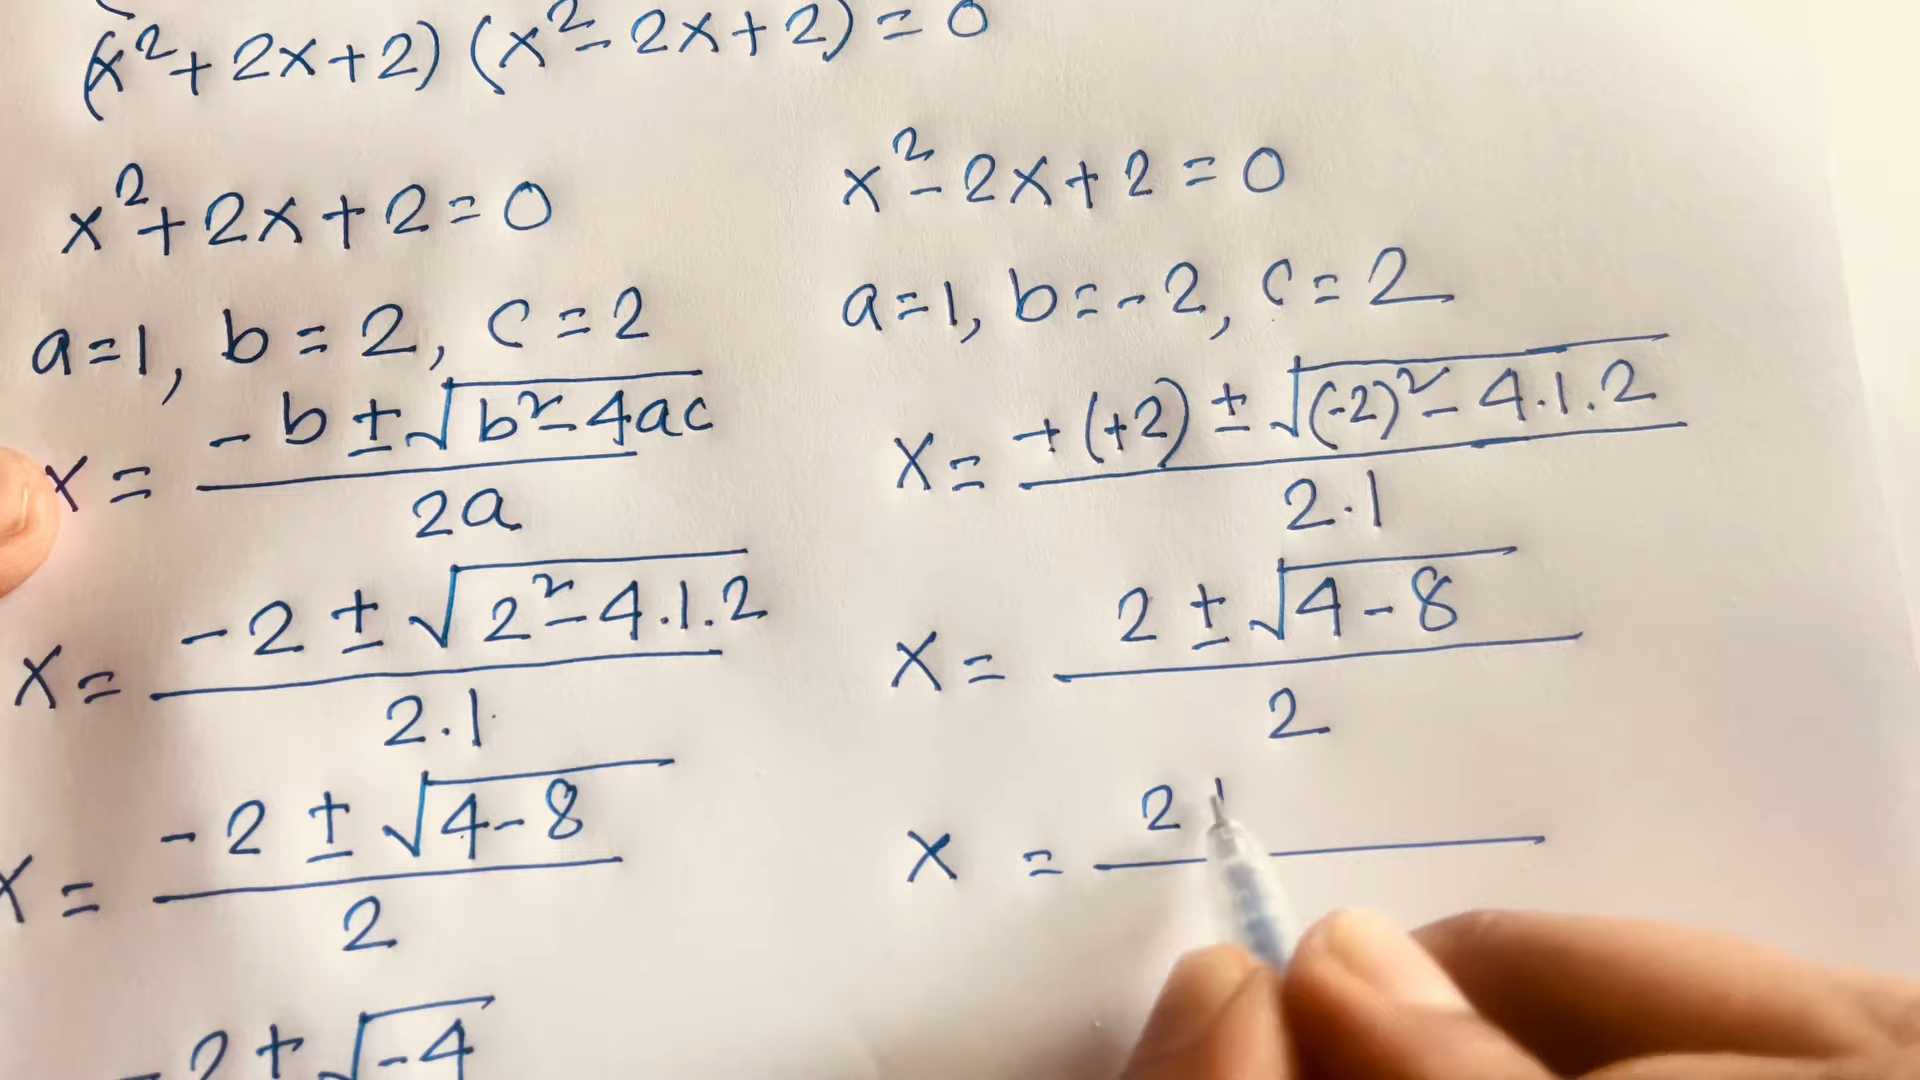 (x²+2x+2)(x²-2x+2)=0
x²+2x+2=0
a=1, b=2, c=2
x = -b±√b²-4ac
2a
x = -2±√2²-4.1.2
2.1
x = -2±√4-8
2
-2±√-4
x²-2x+2=0
a=1, b=-2, c=2
x = +(+2)±√(-2)²-4.1.2
2.1
x = 2±√4-8
2
x = 2